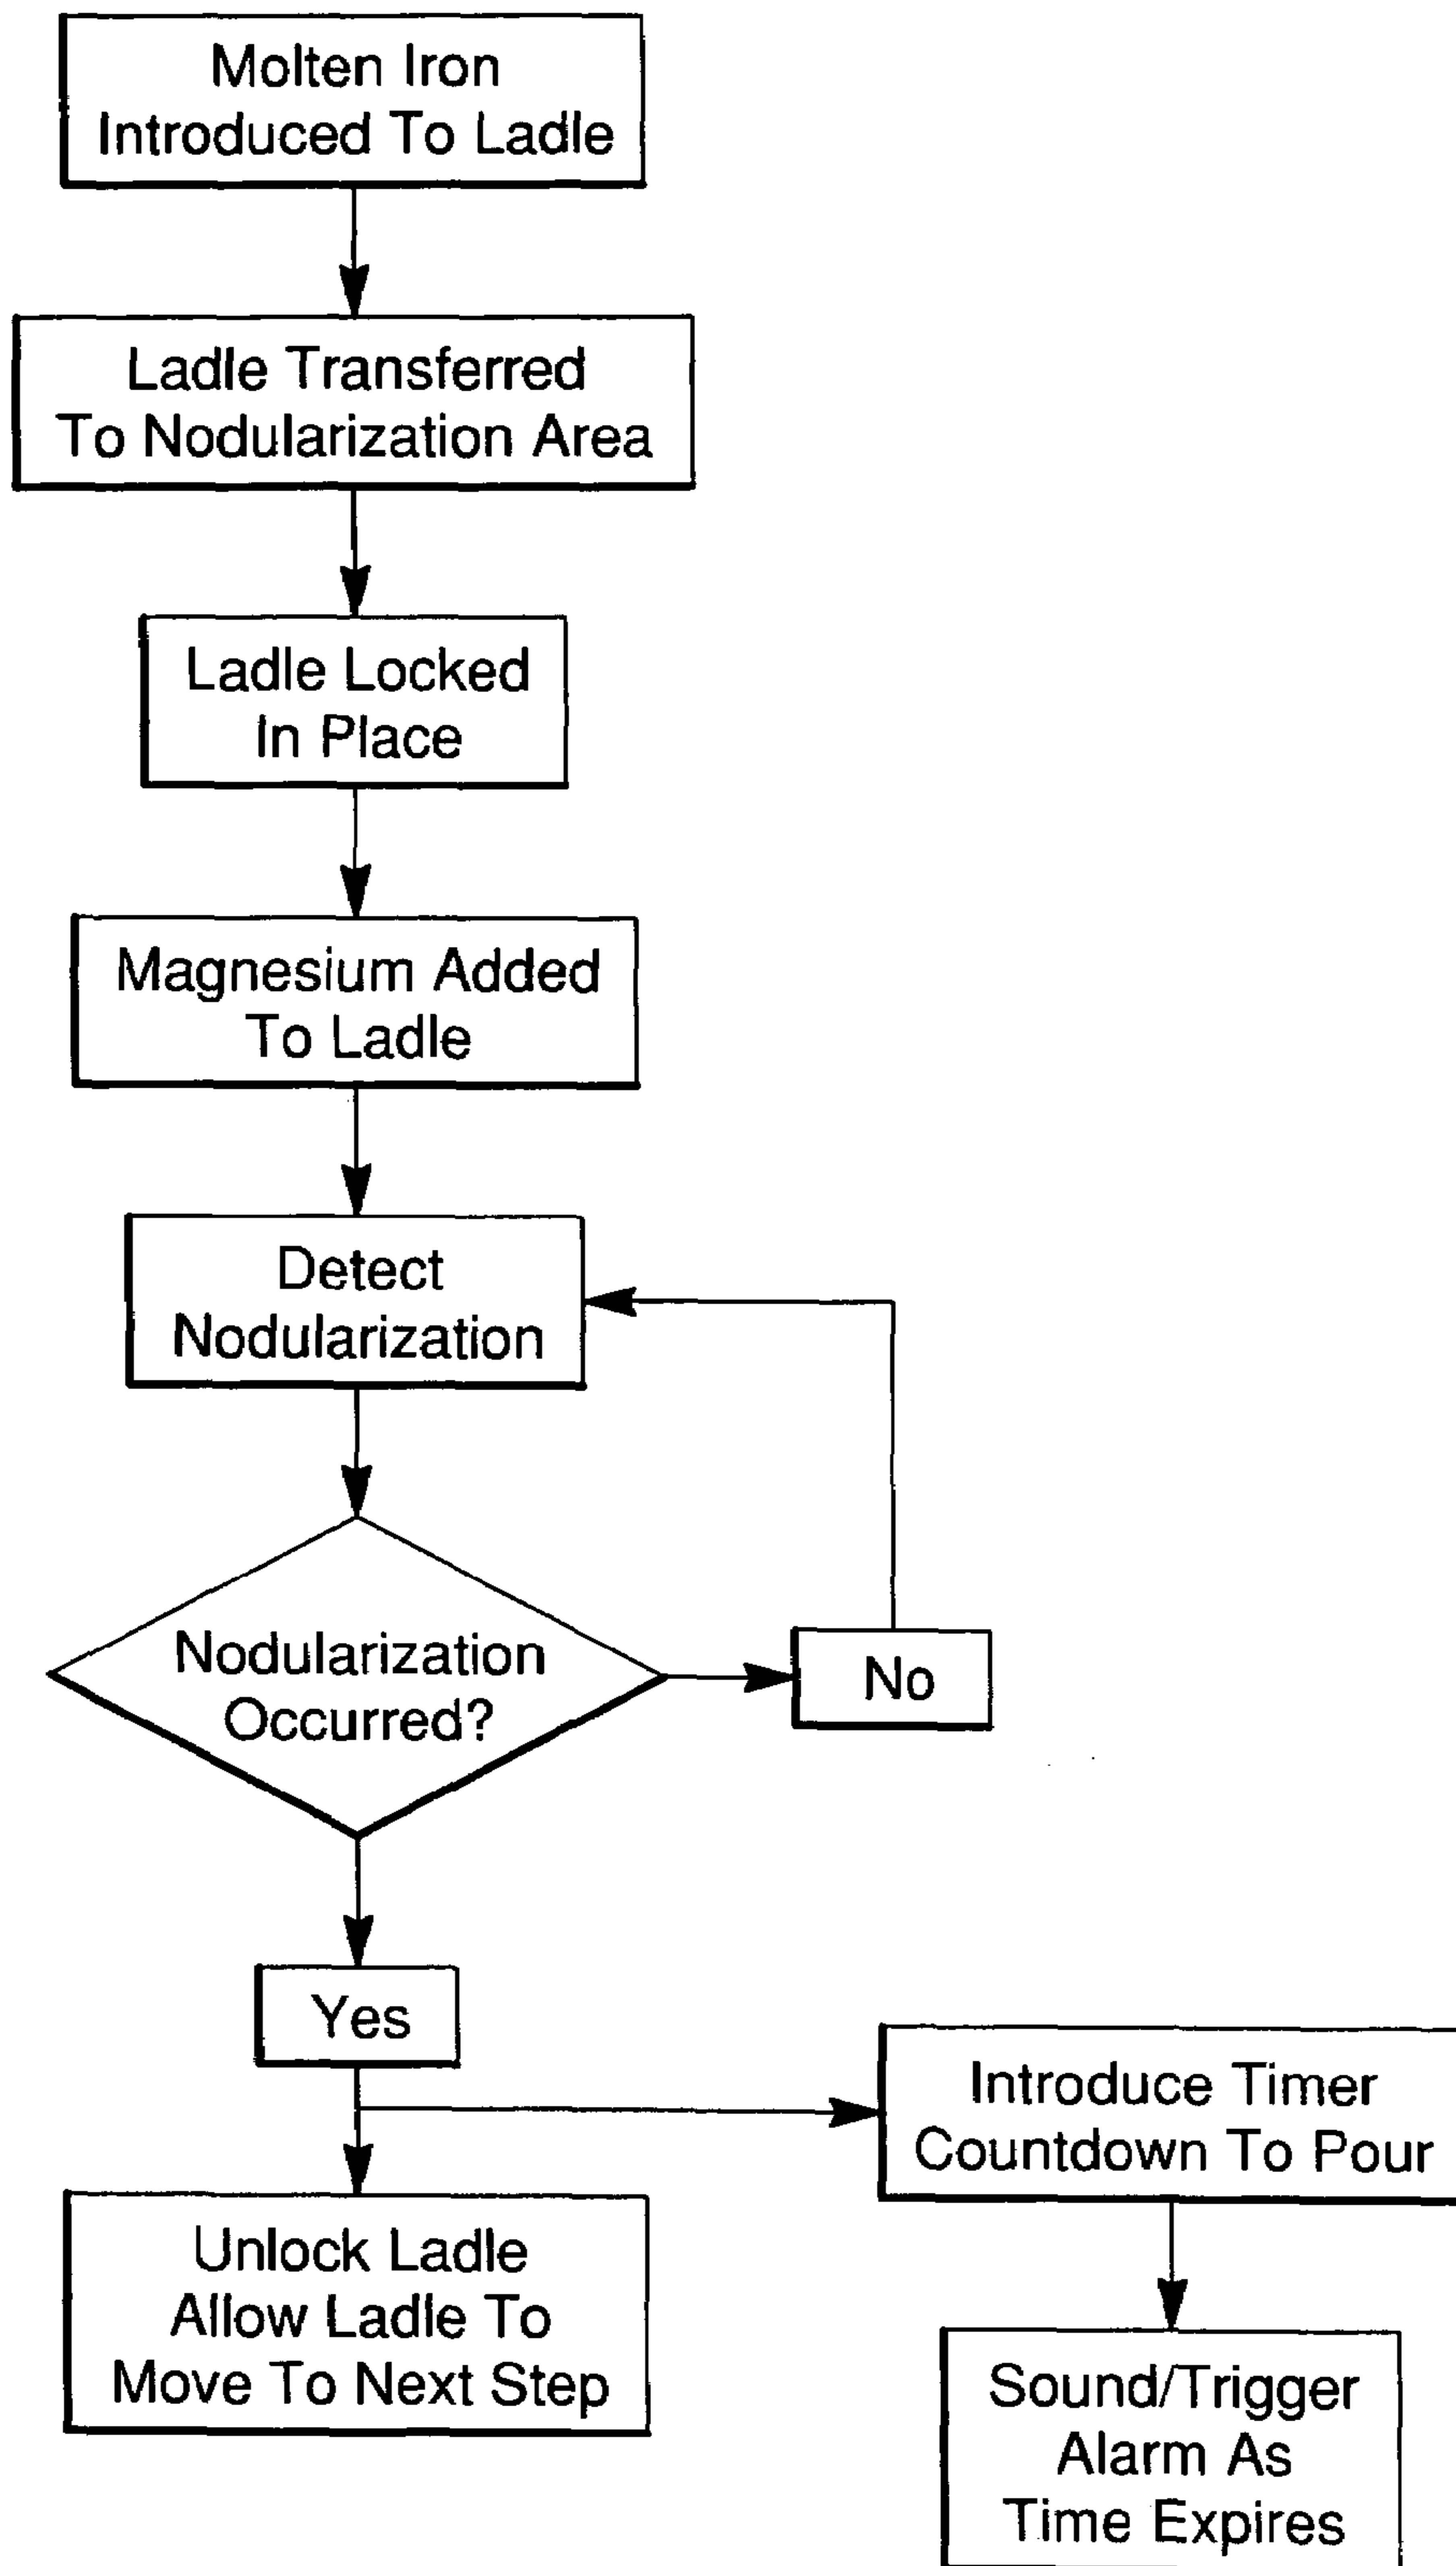 Molten Iron
Introduced To Ladle
Ladle Transferred
To Nodularization Area
Ladle Locked
In Place
Magnesium Added
To Ladle
Detect
Nodularization
Nodularization
Occurred?
No
Yes
Introduce Timer
Countdown To Pour
Unlock Ladle
Allow Ladle To
Move To Next Step
Sound/Trigger
Alarm As
Time Expires